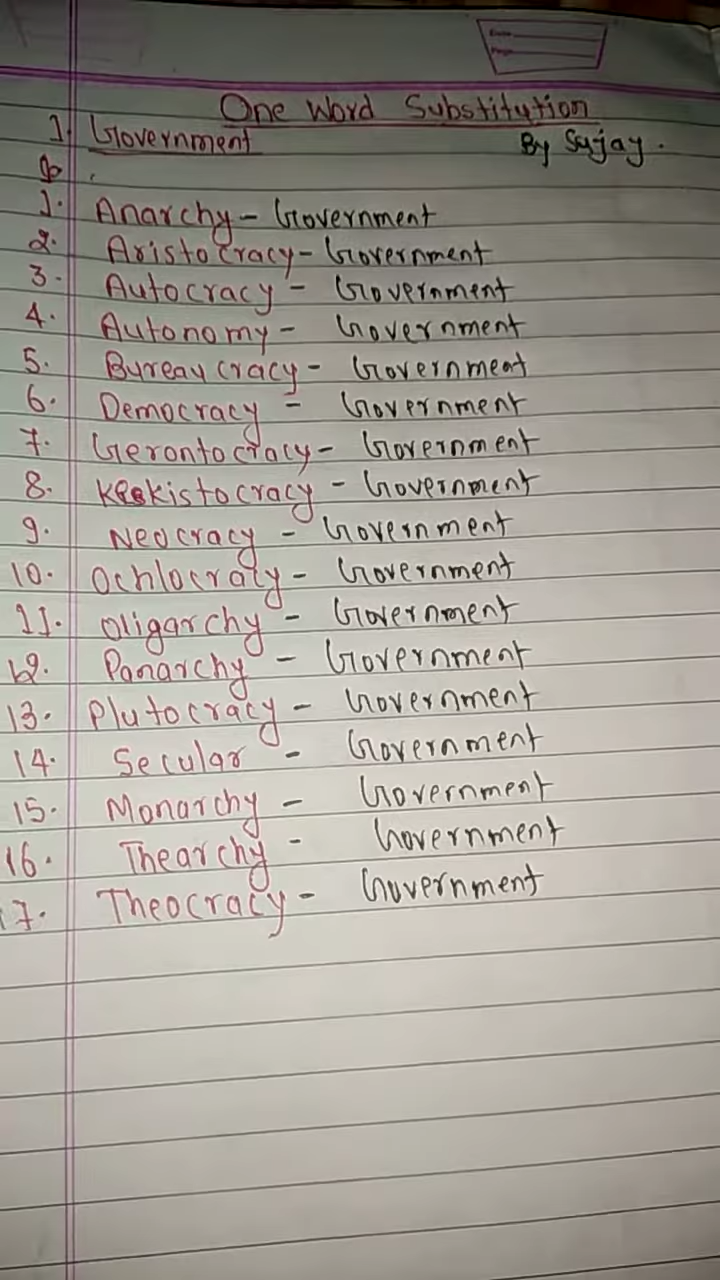 One Word Substitution
1. Government
By Sujay.
1. Anarchy - Government
2. Aristocracy - Government
3. Autocracy - Government
4. Autonomy - Government
5. Bureaucracy - Government
6. Democracy - Government
7. Gerontocracy - Government
8. Kakistocracy - Government
9. Neocracy - Government
10. Ochlocracy - Government
11. Oligarchy - Government
12. Panarchy - Government
13. Plutocracy - Government
14. Secular - Government
15. Monarchy - Government
16. Thearchy - Government
17. Theocracy - Government